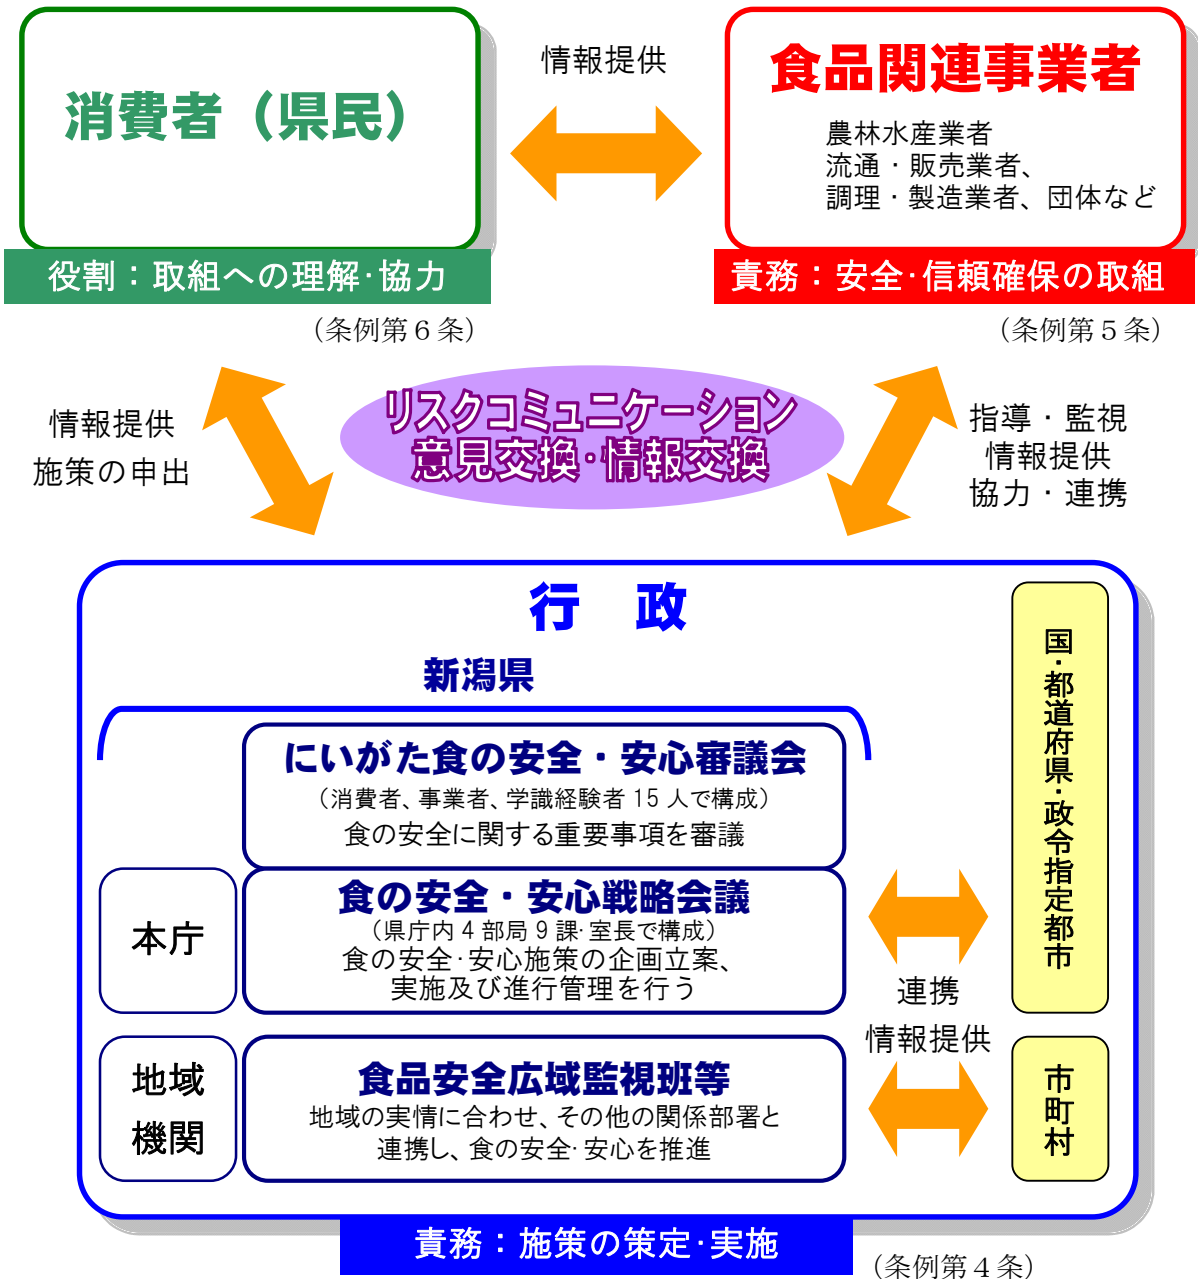 消費者（県民）
役割：取組への理解･協力
（条例第６条）
情報提供
食品関連事業者
農林水産業者
流通・販売業者、
調理・製造業者、団体など
責務：安全･信頼確保の取組
（条例第５条）
情報提供
施策の申出
リスクコミュニケーション
意見交換･情報交換
指導・監視
情報提供
協力・連携
行　政
新潟県
にいがた食の安全・安心審議会
（消費者、事業者、学識経験者 15 人で構成）
食の安全に関する重要事項を審議
本庁
食の安全・安心戦略会議
（県庁内 4 部局 9 課･室長で構成）
食の安全･安心施策の企画立案、
実施及び進行管理を行う
地域
機関
食品安全広域監視班等
地域の実情に合わせ、その他の関係部署と
連携し、食の安全･安心を推進
連携
情報提供
国・都道府県・政令指定都市
市町村
責務：施策の策定･実施
（条例第４条）